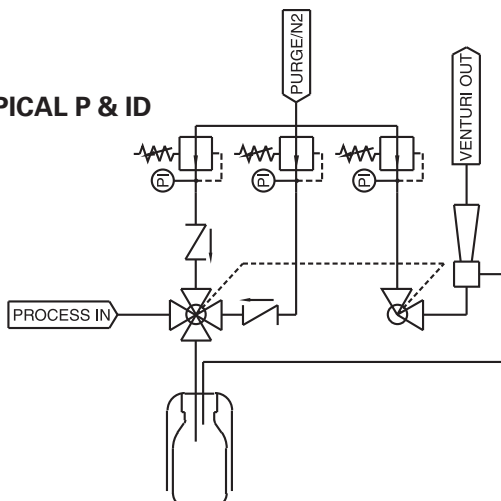 PICAL P & ID
PURGE/N2
VENTURI OUT
PI
PI
PI
PROCESS IN